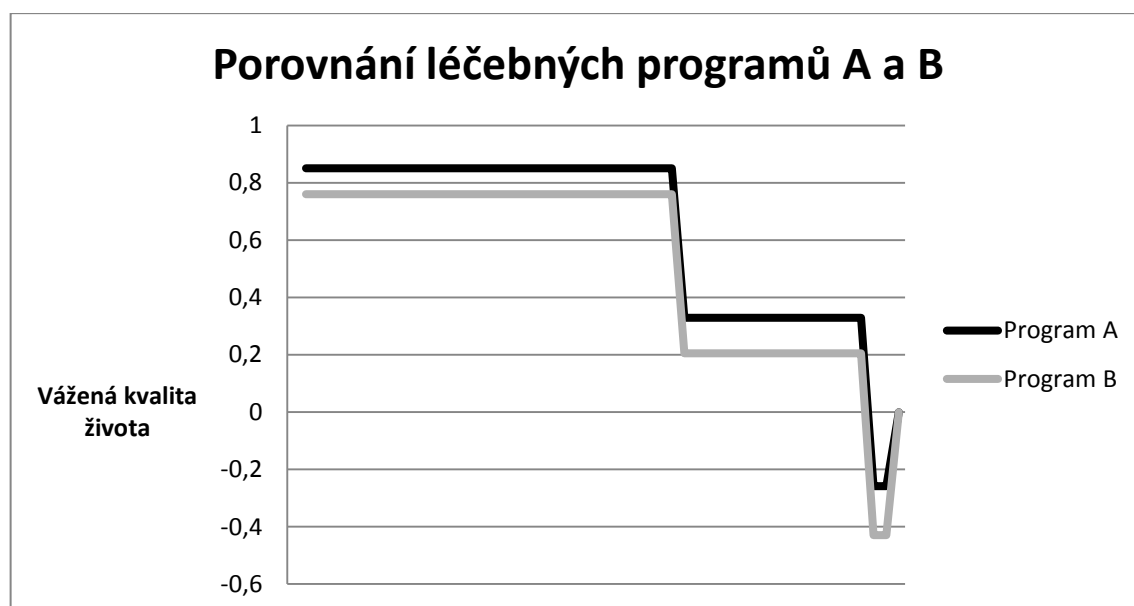 Porovnání léčebných programů A a B
1
0,8
0,6
0,4
0,2
0
-0,2
-0,4
-0,6
Vážená kvalita
života
Program A
Program B